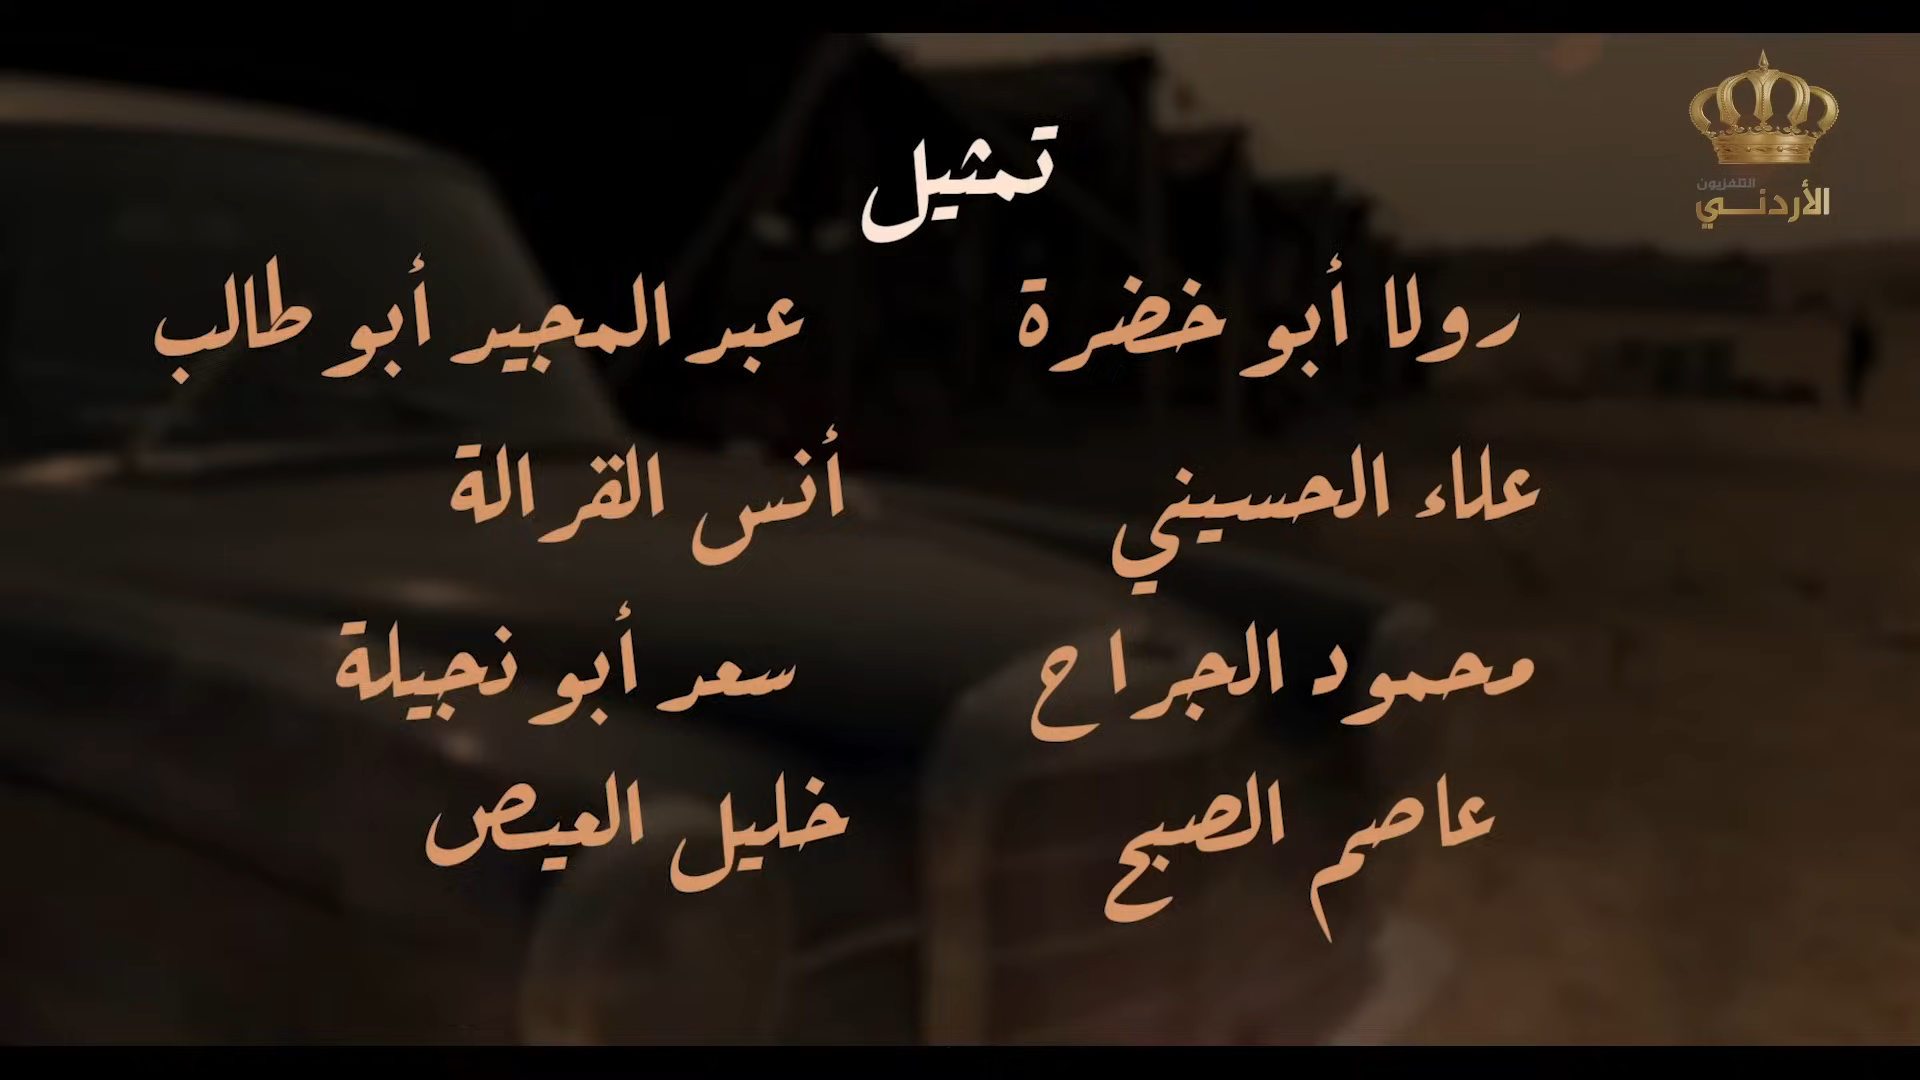 تمثيل
رولا أبو خضرة
عبد المجيد أبو طالب
علاء الحسيني
أنس القرالة
محمود الجراح
سعد أبو نجيلة
عاصم الصبح
خليل العيص
التلفزيون
الأردني